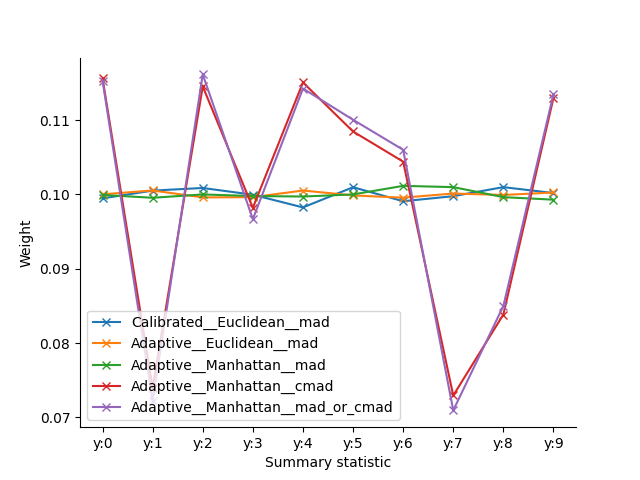 0.11
0.10
0.09
0.08
0.07
Weight
Calibrated__Euclidean__mad
Adaptive__Euclidean__mad
Adaptive__Manhattan__mad
Adaptive__Manhattan__cmad
Adaptive__Manhattan__mad_or_cmad
y:0 y:1 y:2 y:3 y:4 y:5 y:6 y:7 y:8 y:9
Summary statistic